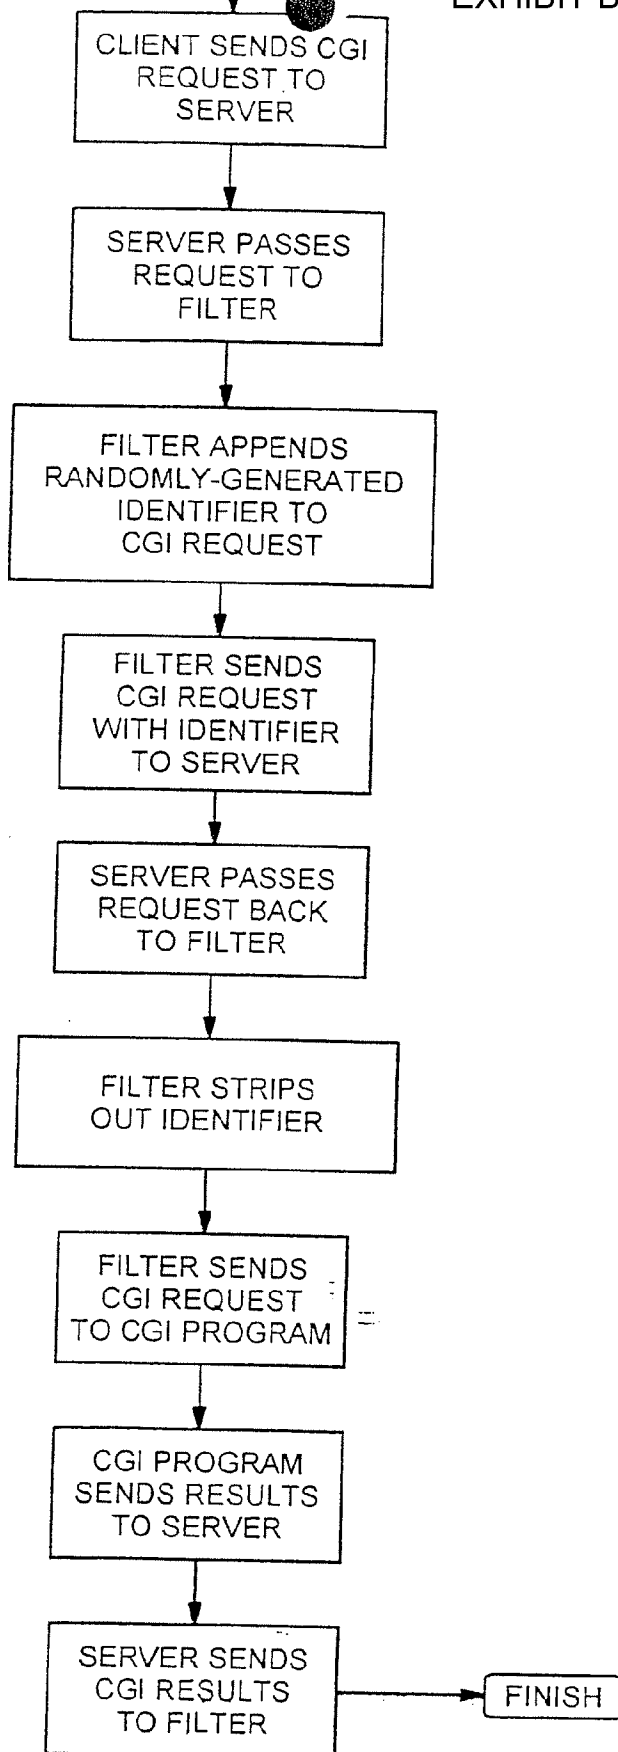 EXHIBIT B
CLIENT SENDS CGI
REQUEST TO
SERVER
SERVER PASSES
REQUEST TO
FILTER
FILTER APPENDS
RANDOMLY-GENERATED
IDENTIFIER TO
CGI REQUEST
FILTER SENDS
CGI REQUEST
WITH IDENTIFIER
TO SERVER
SERVER PASSES
REQUEST BACK
TO FILTER
FILTER STRIPS
OUT IDENTIFIER
FILTER SENDS
CGI REQUEST
TO CGI PROGRAM
CGI PROGRAM
SENDS RESULTS
TO SERVER
SERVER SENDS
CGI RESULTS
TO FILTER
FINISH